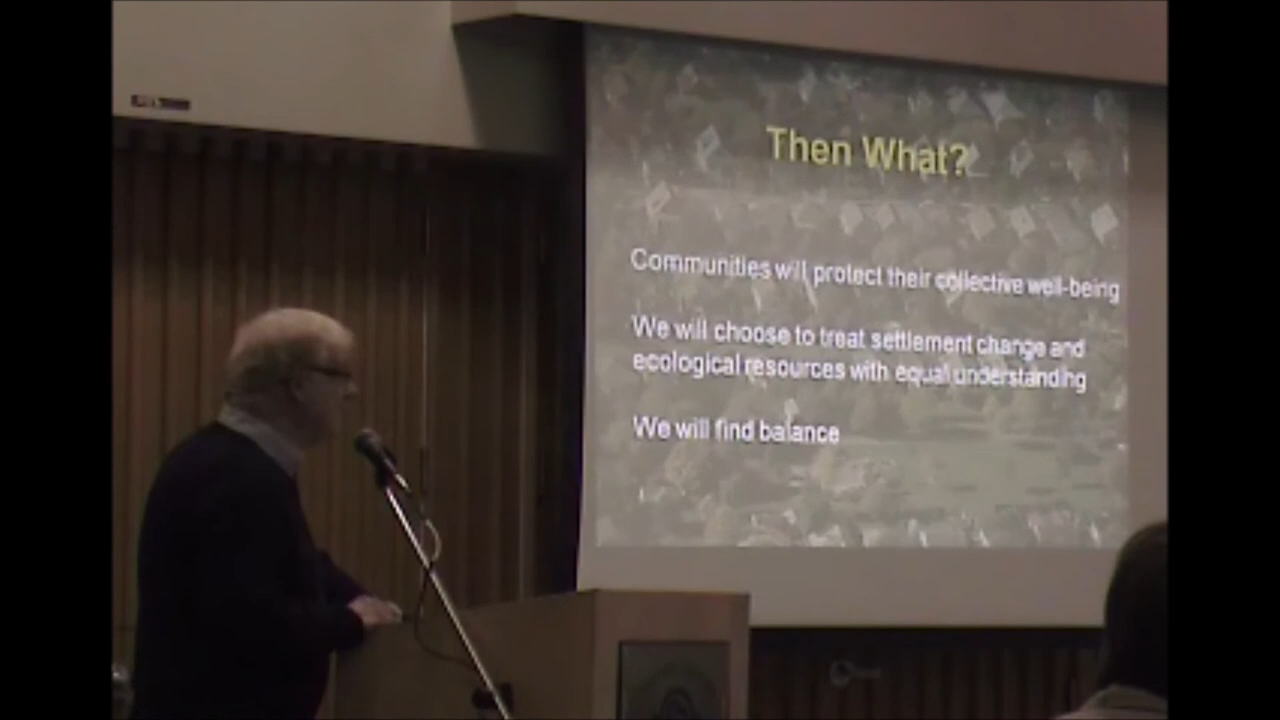 Then What?
Communities will protect their collective well-being
We will choose to treat settlement change and
ecological resources with equal understanding
We will find balance